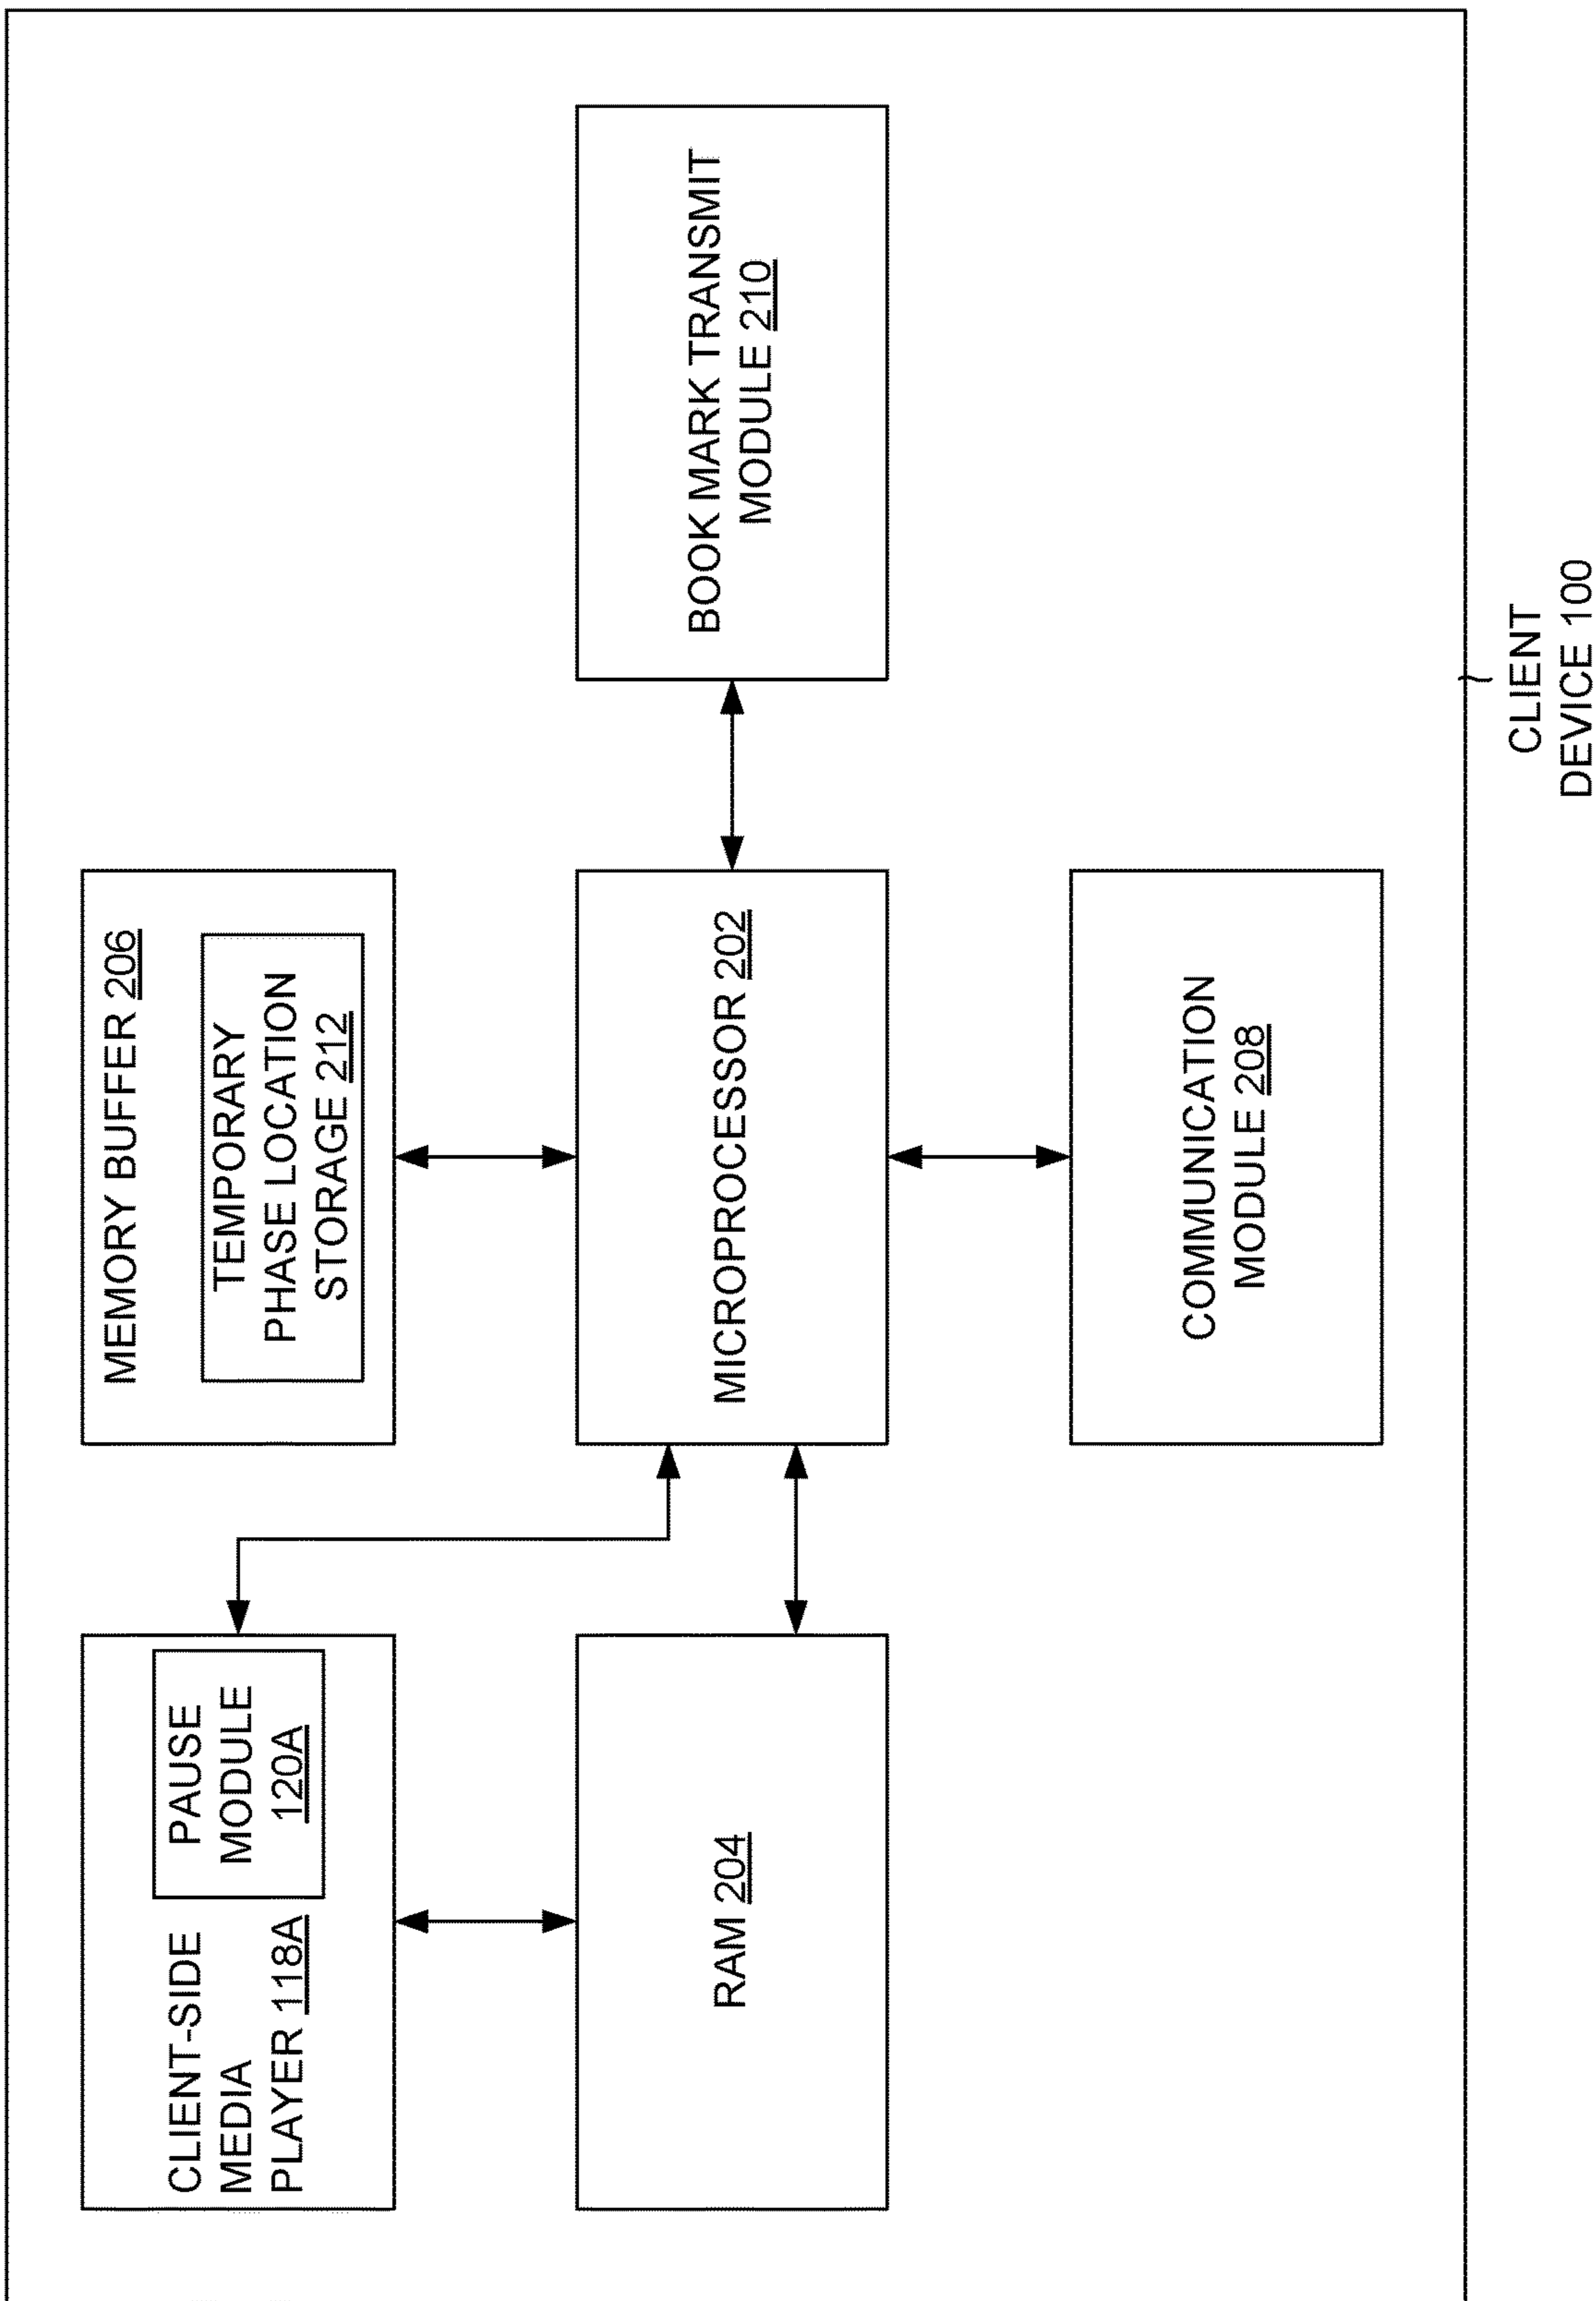 CLIENT-SIDE
MEDIA
PLAYER 118A
PAUSE
MODULE
120A
MEMORY BUFFER 206
TEMPORARY
PHASE LOCATION
STORAGE 212
RAM 204
MICROPROCESSOR 202
BOOK MARK TRANSMIT
MODULE 210
COMMUNICATION
MODULE 208
CLIENT
DEVICE 100